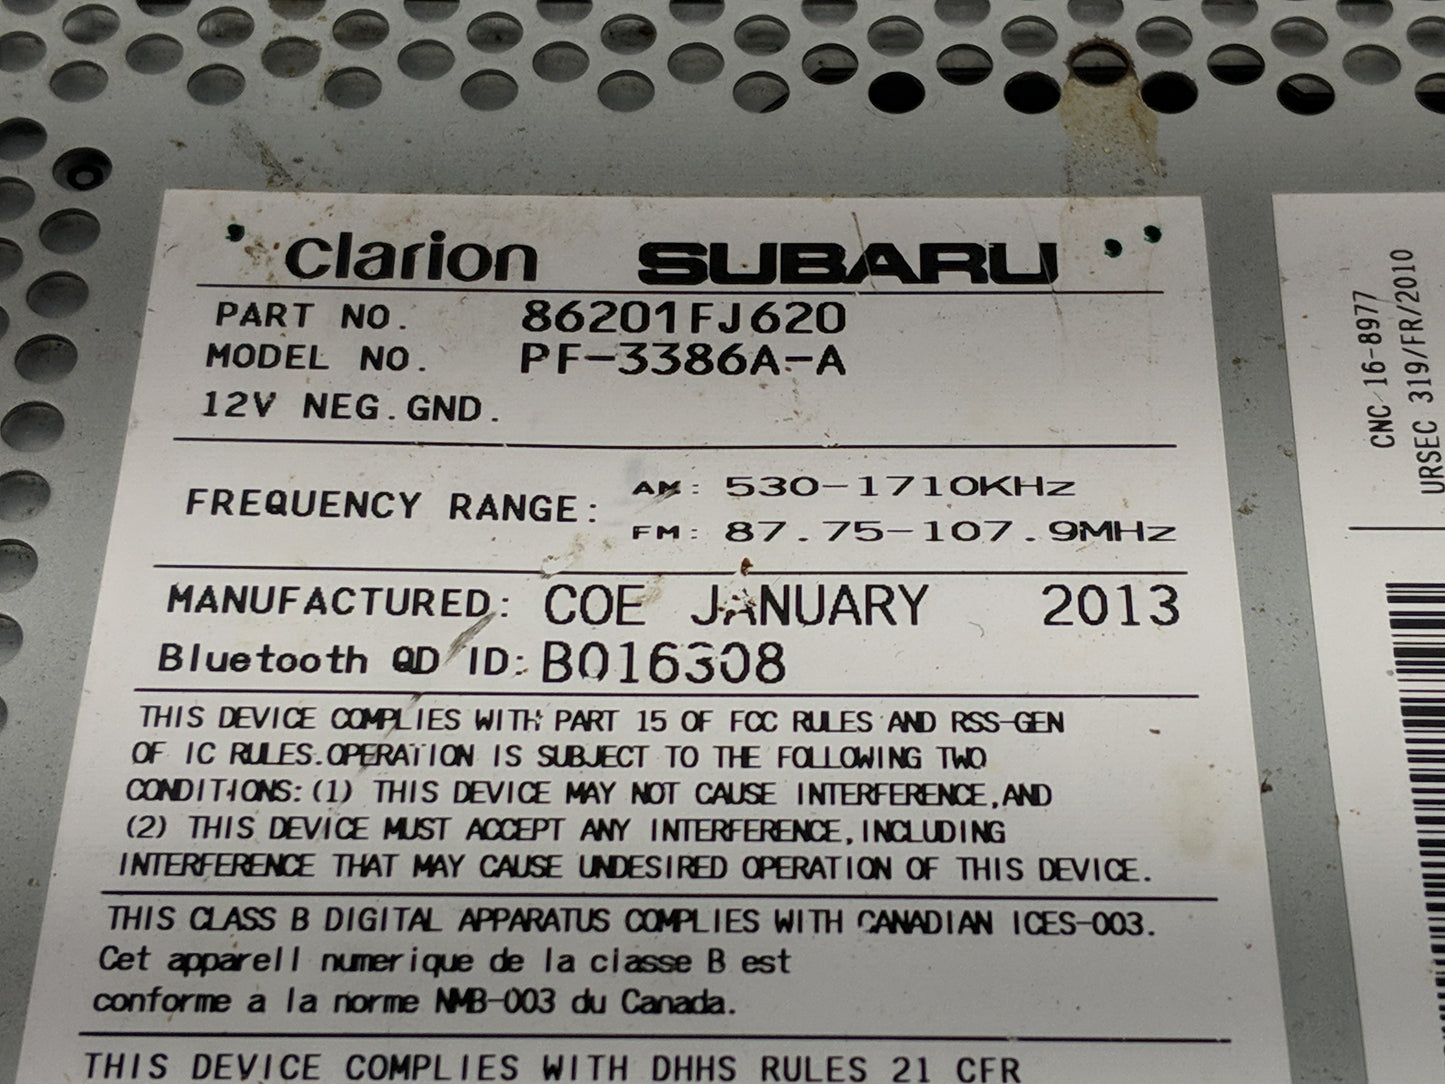 clarion SUBARU
PART NO. 86201FJ620
MODEL NO. PF-3386A-A
12V NEG.GND.
FREQUENCY RANGE: AM: 530-1710KHz
FM: 87.75-107.9MHz
MANUFACTURED: COE JANUARY 2013
Bluetooth QD ID: B016308
THIS DEVICE COMPLIES WITH PART 15 OF FCC RULES AND RSS-GEN
OF IC RULES.OPERATION IS SUBJECT TO THE FOLLOWING TWO
CONDITIONS:(1) THIS DEVICE MAY NOT CAUSE INTERFERENCE,AND
(2) THIS DEVICE MUST ACCEPT ANY INTERFERENCE,INCLUDING
INTERFERENCE THAT MAY CAUSE UNDESIRED OPERATION OF THIS DEVICE.
THIS CLASS B DIGITAL APPARATUS COMPLIES WITH CANADIAN ICES-003.
Cet apparell numerique de la classe B est
conforme a la norme NMB-003 du Canada.
THIS DEVICE COMPLIES WITH DHHS RULES 21 CFR
CNC 16-8977
URSEC 319/FR/2010